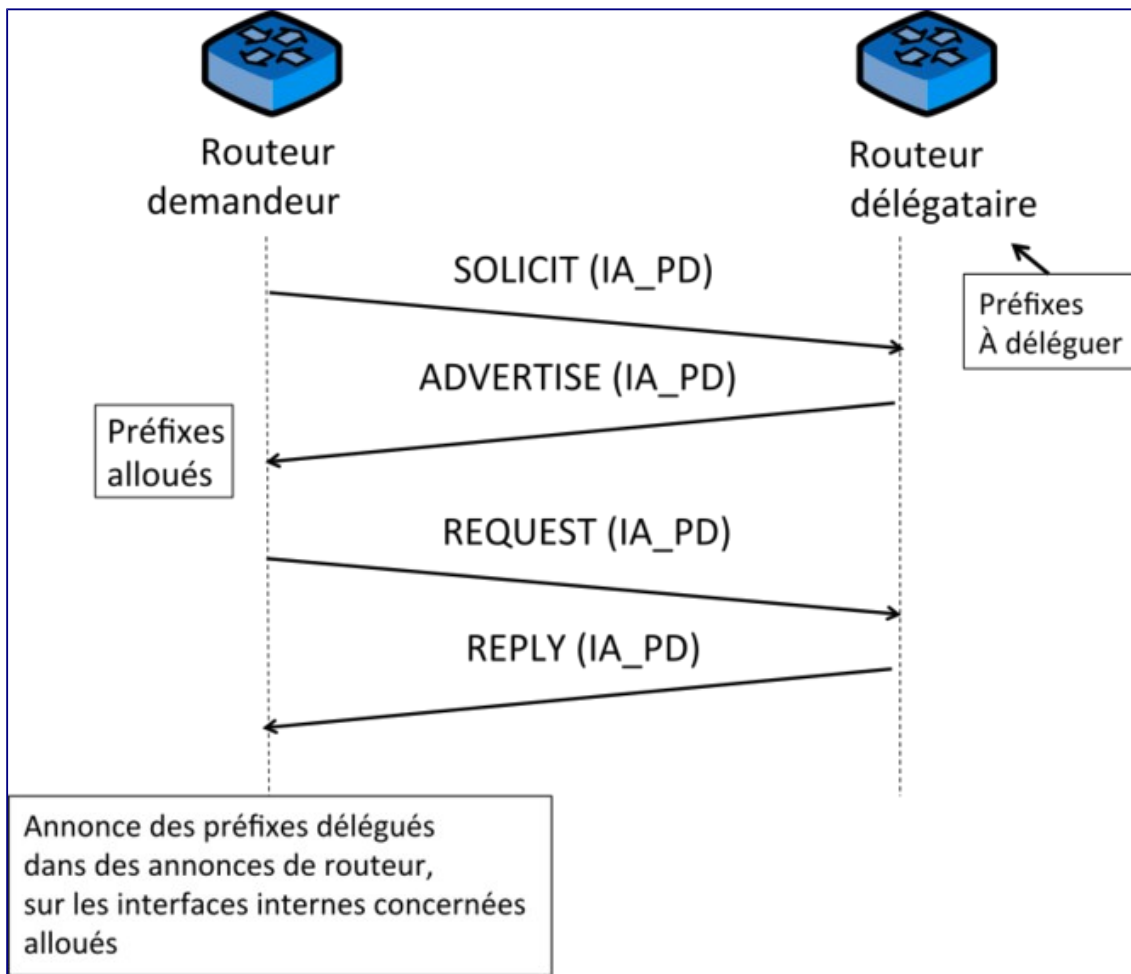 Routeur
demandeur
Routeur
délégataire
SOLICIT (IA_PD)
Préfixes
À déléguer
ADVERTISE (IA_PD)
Préfixes
alloués
REQUEST (IA_PD)
REPLY (IA_PD)
Annonce des préfixes délégués
dans des annonces de routeur,
sur les interfaces internes concernées
alloués